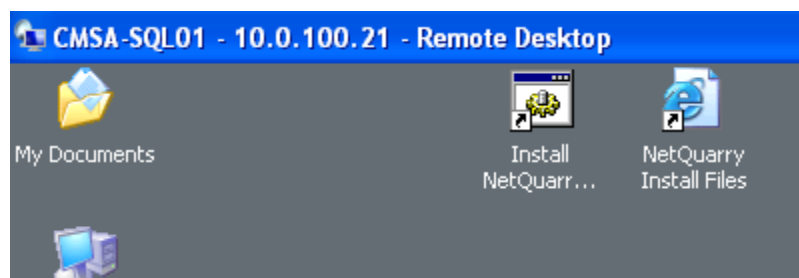 CMSA-SQL01 - 10.0.100.21 - Remote Desktop
My Documents
Install
NetQuarr...
NetQuarry
Install Files